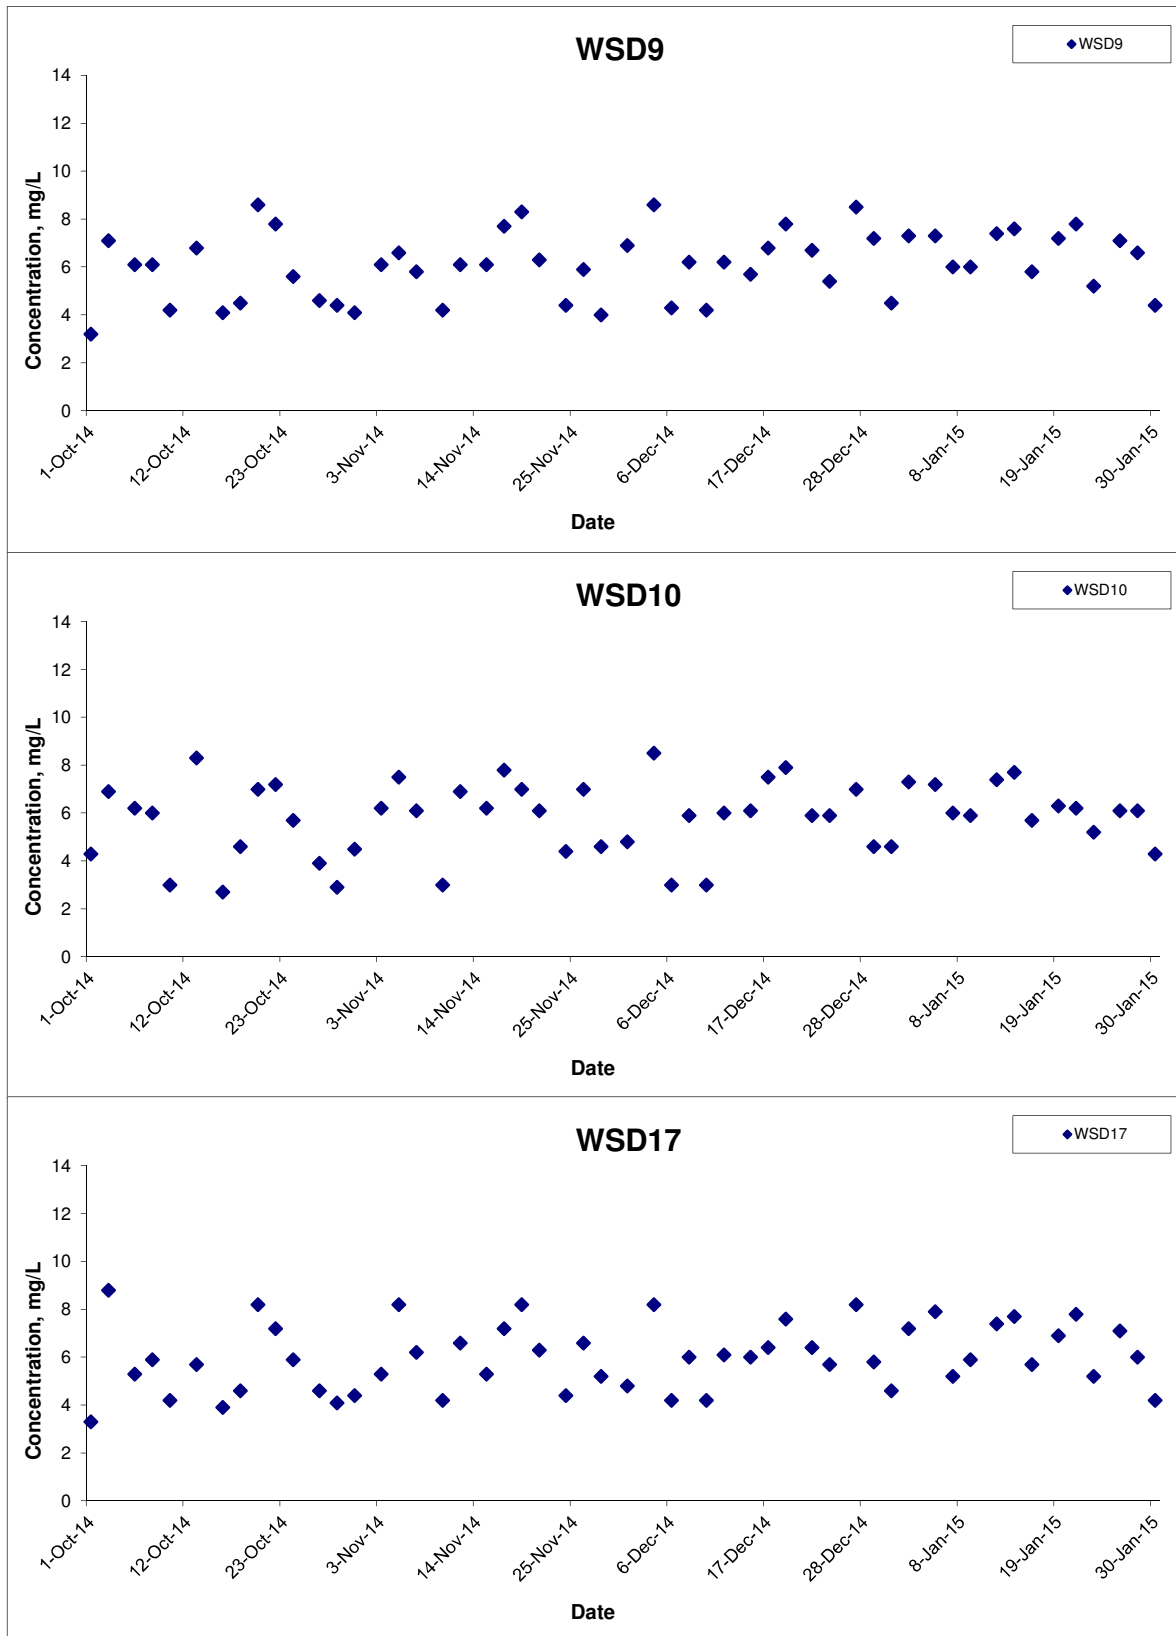 WSD9
WSD9
14
12
10
8
6
4
2
0
Concentration, mg/L
1-Oct-14
12-Oct-14
23-Oct-14
3-Nov-14
14-Nov-14
25-Nov-14
6-Dec-14
17-Dec-14
28-Dec-14
8-Jan-15
19-Jan-15
30-Jan-15
Date
WSD10
WSD10
14
12
10
8
6
4
2
0
Concentration, mg/L
1-Oct-14
12-Oct-14
23-Oct-14
3-Nov-14
14-Nov-14
25-Nov-14
6-Dec-14
17-Dec-14
28-Dec-14
8-Jan-15
19-Jan-15
30-Jan-15
Date
WSD17
WSD17
14
12
10
8
6
4
2
0
Concentration, mg/L
1-Oct-14
12-Oct-14
23-Oct-14
3-Nov-14
14-Nov-14
25-Nov-14
6-Dec-14
17-Dec-14
28-Dec-14
8-Jan-15
19-Jan-15
30-Jan-15
Date